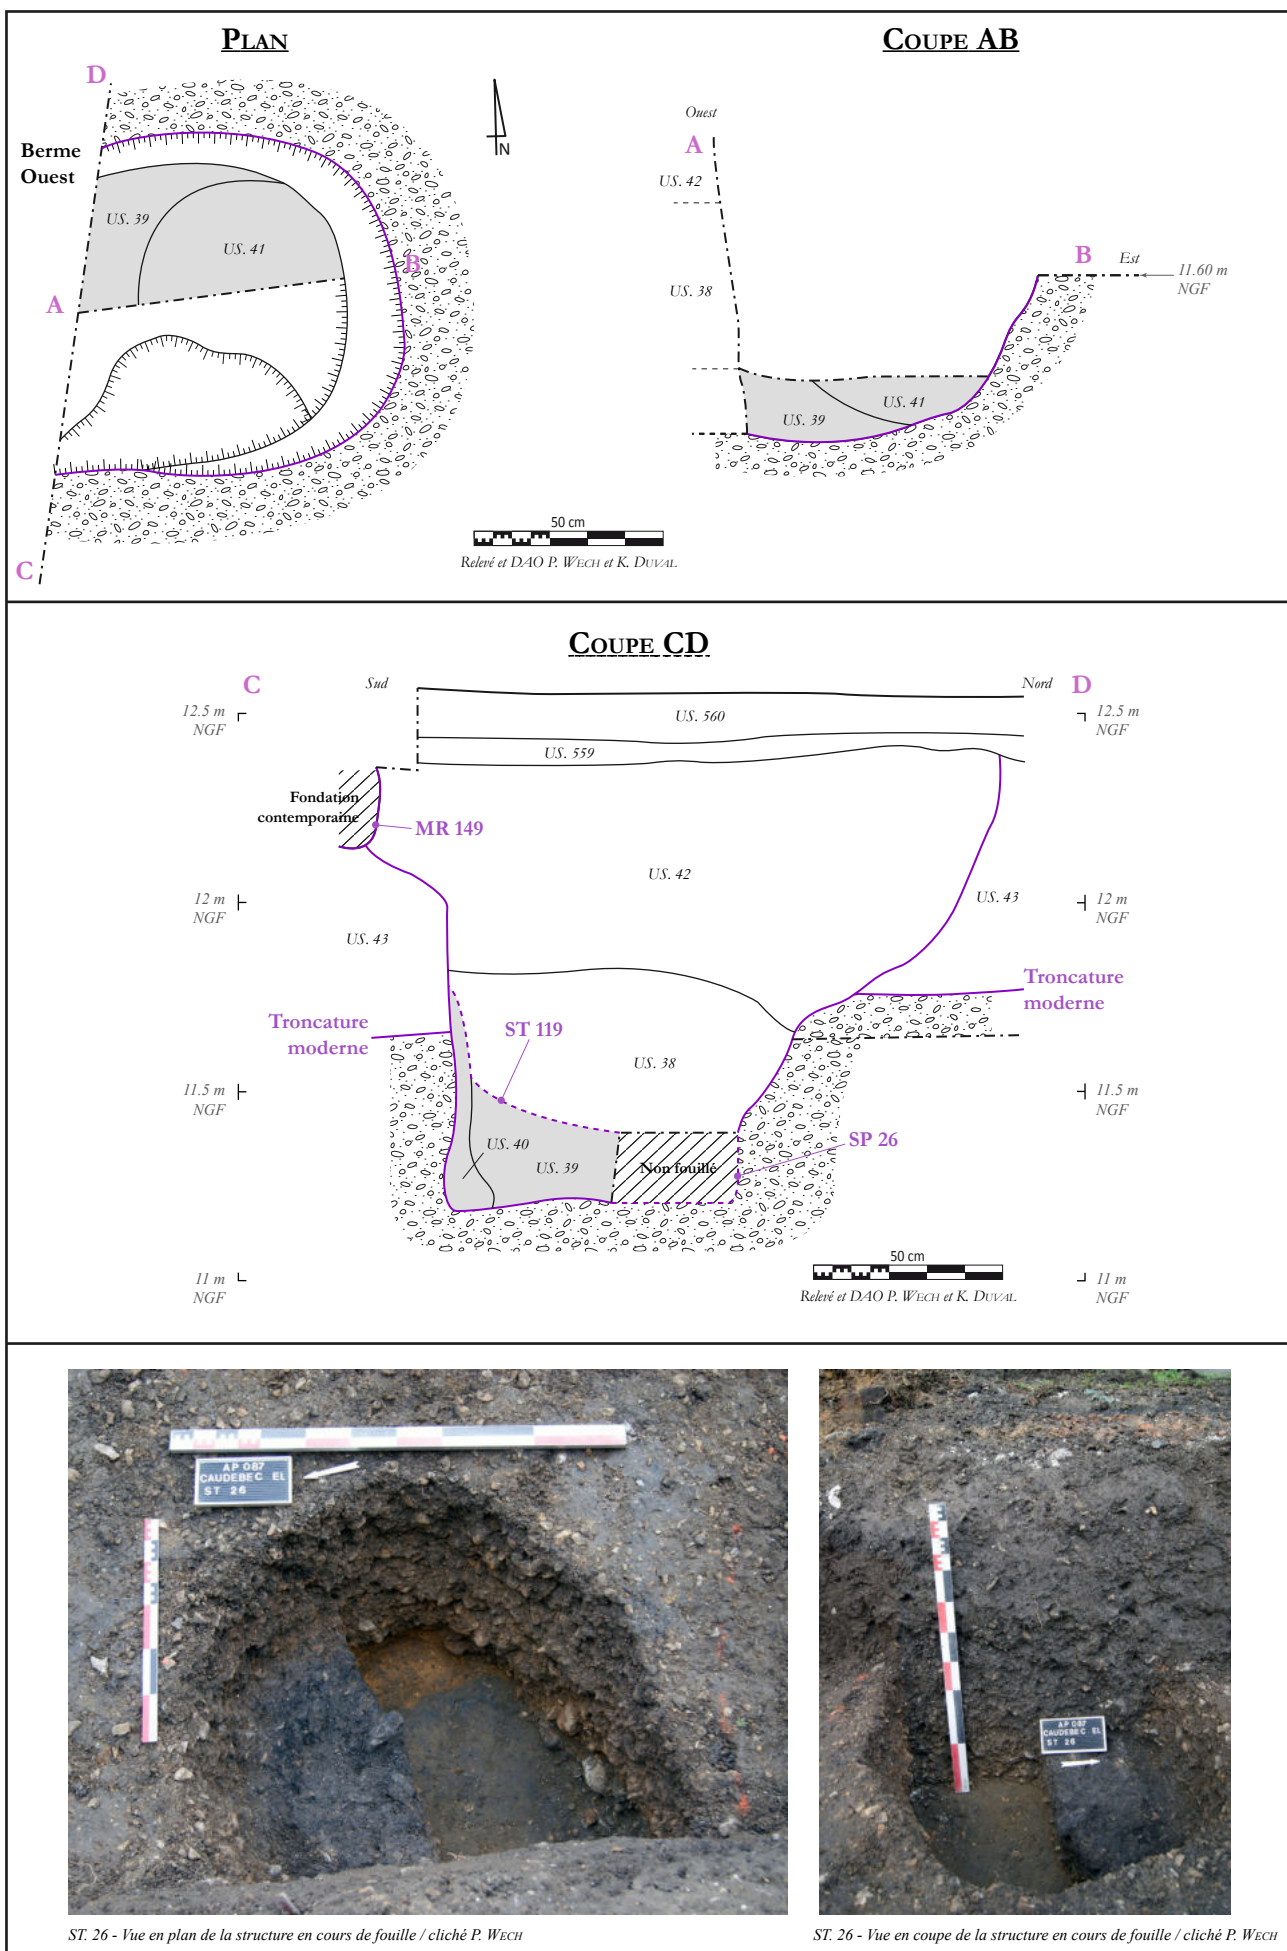 PLAN
COUPE AB
D
Berme
Ouest
N
US. 39
US. 41
B
A
C
Ouest
A
US. 42
US. 38
B
Est
11.60 m
NGF
US. 41
US. 39
50 cm
Relevé et DAO P. WECH et K. DUVAL
COUPE CD
C
Sud
Nord
D
12.5 m
NGF
12.5 m
NGF
US. 560
US. 559
Fondation
contemporaine
MR 149
US. 42
12 m
NGF
US. 43
12 m
NGF
US. 43
Troncature
moderne
Troncature
moderne
ST 119
US. 38
11.5 m
NGF
11.5 m
NGF
US. 40
US. 39
Non fouillé
SP 26
50 cm
Relevé et DAO P. WECH et K. DUVAL
11 m
NGF
11 m
NGF
AP 087
CAUDEBEC EL
ST 26
AP 087
CAUDEBEC EL
ST 26
ST. 26 - Vue en plan de la structure en cours de fouille / cliché P. WECH
ST. 26 - Vue en coupe de la structure en cours de fouille / cliché P. WECH